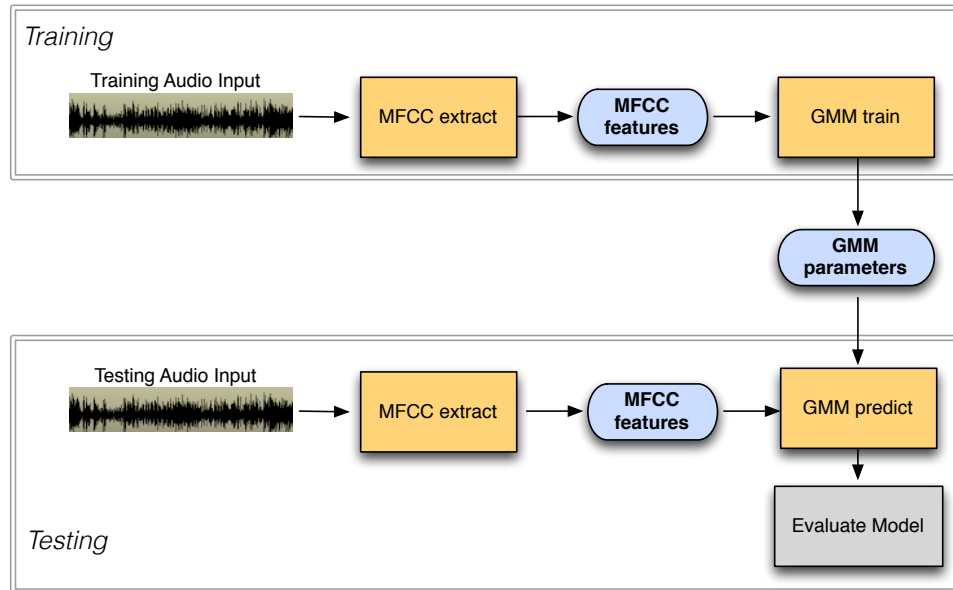 Training
Training Audio Input
MFCC extract
MFCC
features
GMM train
GMM
parameters
Testing Audio Input
MFCC extract
MFCC
features
GMM predict
Evaluate Model
Testing